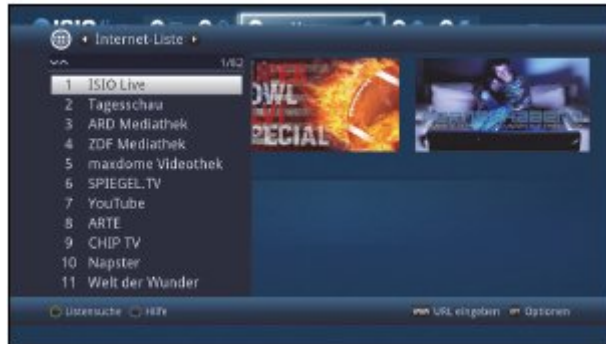 Internet-Liste
1/62
1 ISIO Live
2 Tagesschau
3 ARD Mediathek
4 ZDF Mediathek
5 maxdome Videothek
6 SPIEGEL.TV
7 YouTube
8 ARTE
9 CHIP TV
10 Napster
11 Welt der Wunder
SPECIAL
Listensuche Hilfe
URL eingeben Optionen